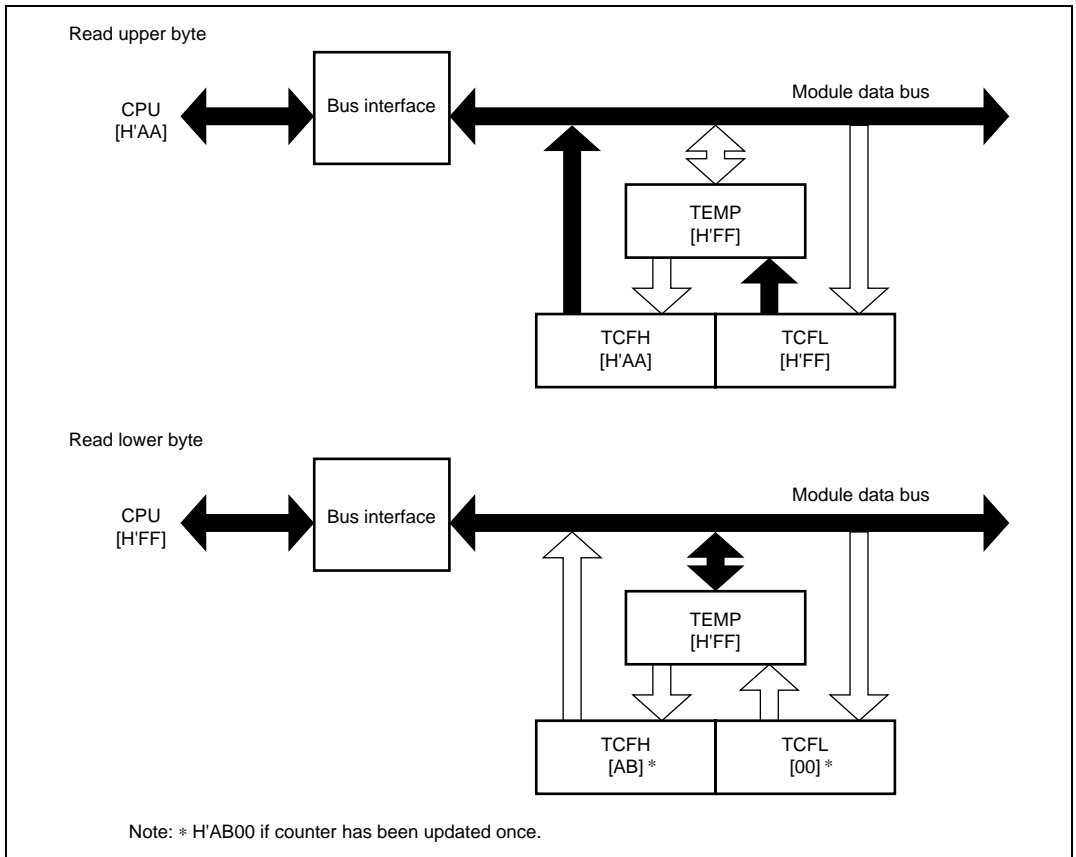 Read upper byte
CPU
[H'AA]
Bus interface
Module data bus
TEMP
[H'FF]
TCFH
[H'AA]
TCFL
[H'FF]
Read lower byte
CPU
[H'FF]
Bus interface
Module data bus
TEMP
[H'FF]
TCFH
[AB] *
TCFL
[00] *
Note: * H'AB00 if counter has been updated once.